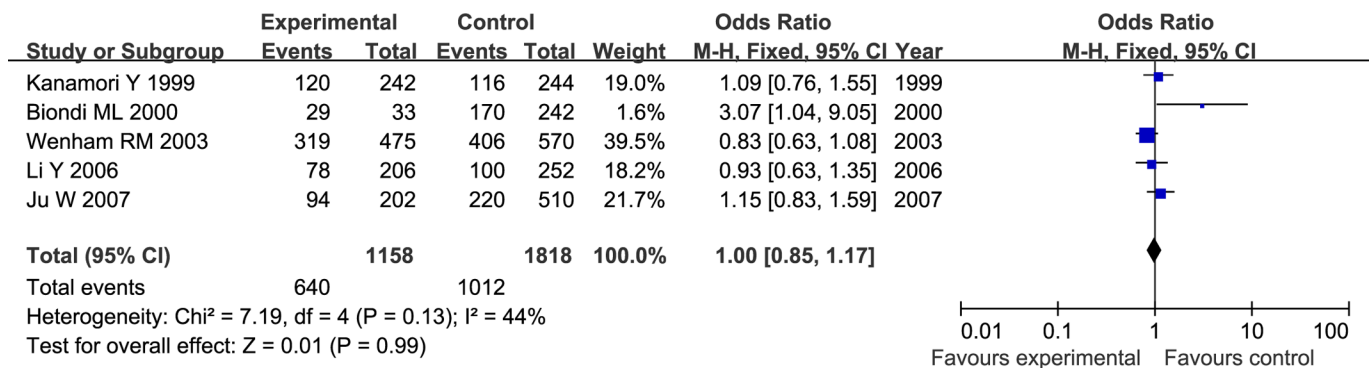 Experimental Control Odds Ratio Odds Ratio
Study or Subgroup Events Total Events Total Weight M-H, Fixed, 95% CI Year M-H, Fixed, 95% CI
Kanamori Y 1999 120 242 116 244 19.0% 1.09 [0.76, 1.55] 1999
Biondi ML 2000 29 33 170 242 1.6% 3.07 [1.04, 9.05] 2000
Wenham RM 2003 319 475 406 570 39.5% 0.83 [0.63, 1.08] 2003
Li Y 2006 78 206 100 252 18.2% 0.93 [0.63, 1.35] 2006
Ju W 2007 94 202 220 510 21.7% 1.15 [0.83, 1.59] 2007
Total (95% CI) 1158 1818 100.0% 1.00 [0.85, 1.17]
Total events 640 1012
Heterogeneity: Chi² = 7.19, df = 4 (P = 0.13); I² = 44%
Test for overall effect: Z = 0.01 (P = 0.99)
0.01 0.1 1 10 100
Favours experimental Favours control